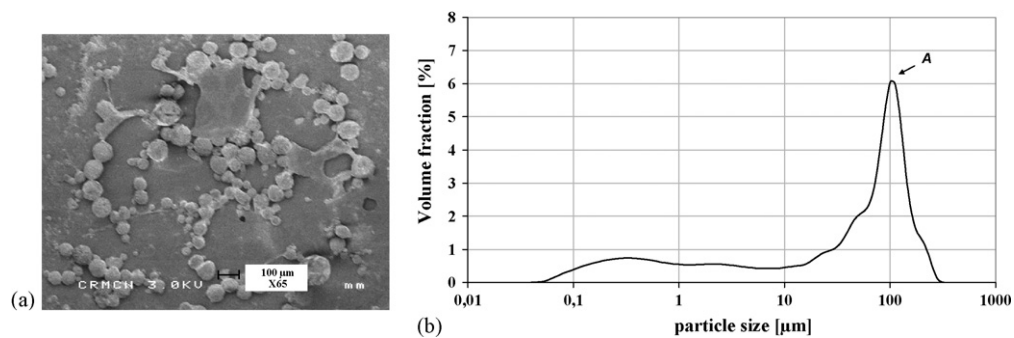 (a)
CRMCN 3.0KV
100 µm
X65
mm
(b)
Volume fraction [%]
8
7
6
5
4
3
2
1
0
A
0,01
0,1
1
10
100
1000
particle size [µm]